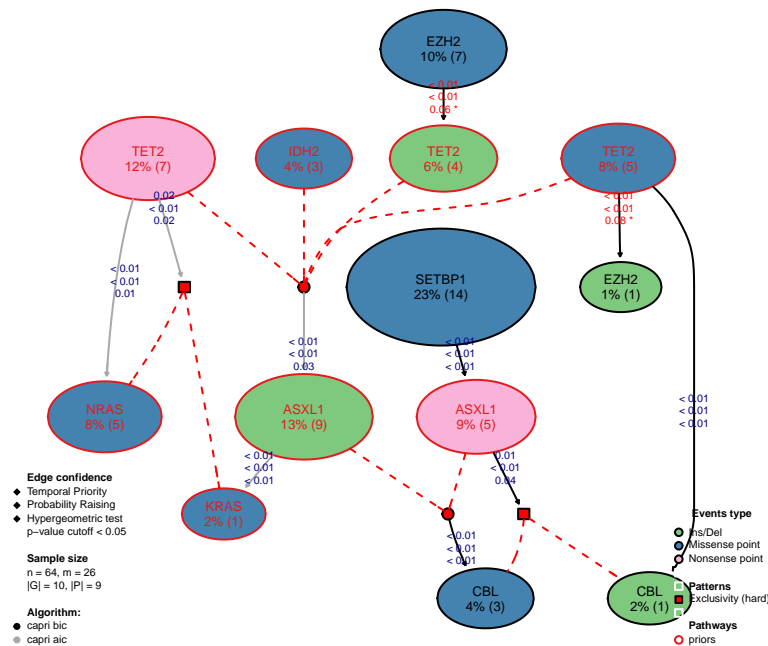 EZH2
10% (7)
< 0.01
< 0.01
0.06 *
TET2
12% (7)
IDH2
4% (3)
TET2
6% (4)
TET2
8% (5)
0.02
< 0.01
0.02
< 0.01
< 0.01
0.08 *
< 0.01
< 0.01
0.01
SETBP1
23% (14)
EZH2
1% (1)
< 0.01
< 0.01
0.03
< 0.01
< 0.01
< 0.01
NRAS
8% (5)
ASXL1
13% (9)
ASXL1
9% (5)
< 0.01
< 0.01
< 0.01
< 0.01
< 0.01
< 0.01
0.01
< 0.01
0.04
KRAS
2% (1)
< 0.01
< 0.01
< 0.01
CBL
4% (3)
CBL
2% (1)
Edge confidence
Temporal Priority
Probability Raising
Hypergeometric test
p−value cutoff < 0.05
Sample size
n = 64, m = 26
|G| = 10, |P| = 9
Algorithm:
capri bic
capri aic
Events type
Ins/Del
Missense point
Nonsense point
Patterns
Exclusivity (hard)
Pathways
priors